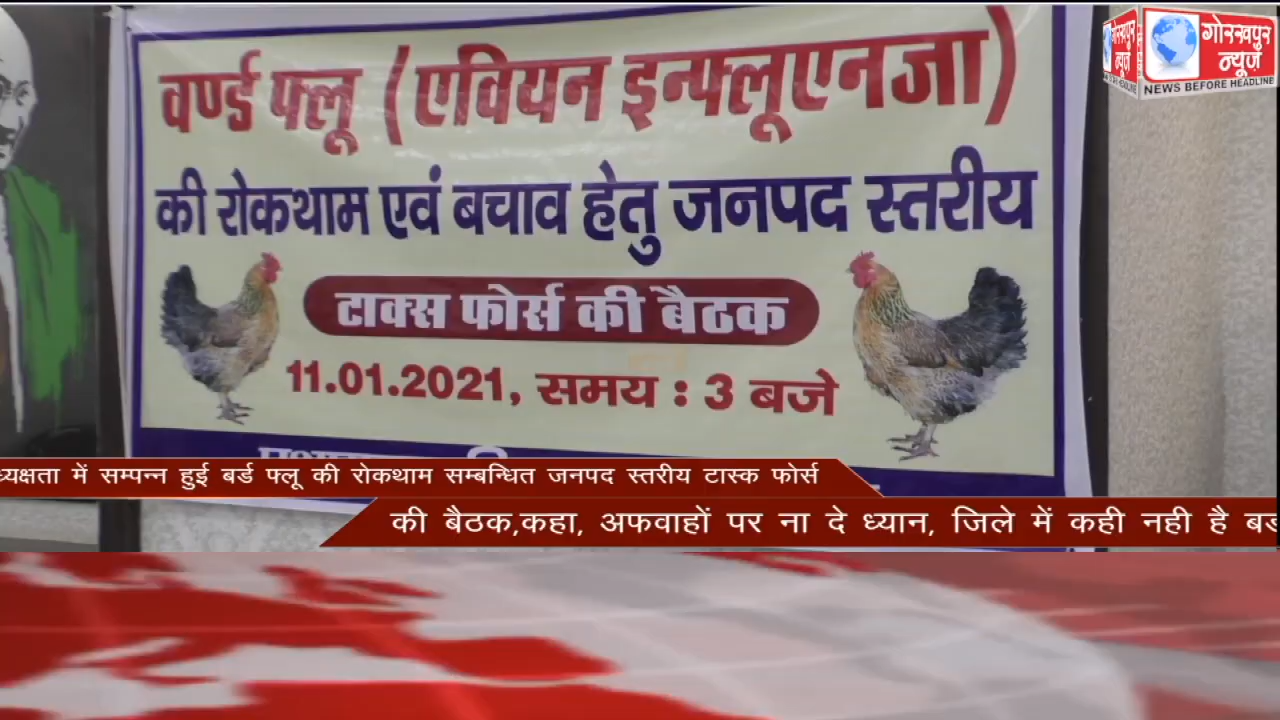 वर्ण्ड फ्लू (एवियन इन्फ्लूएनजा)
की रोकथाम एवं बचाव हेतु जनपद स्तरीय
टाक्स फोर्स की बैठक
11.01.2021, समय : 3 बजे
गोरखपुर
न्यूज
NEWS BEFORE HEADLINE
ध्यक्षता में सम्पन्न हुई बर्ड फ्लू की रोकथाम सम्बन्धित जनपद स्तरीय टास्क फोर्स
की बैठक,कहा, अफवाहों पर ना दे ध्यान, जिले में कही नही है बर्ड